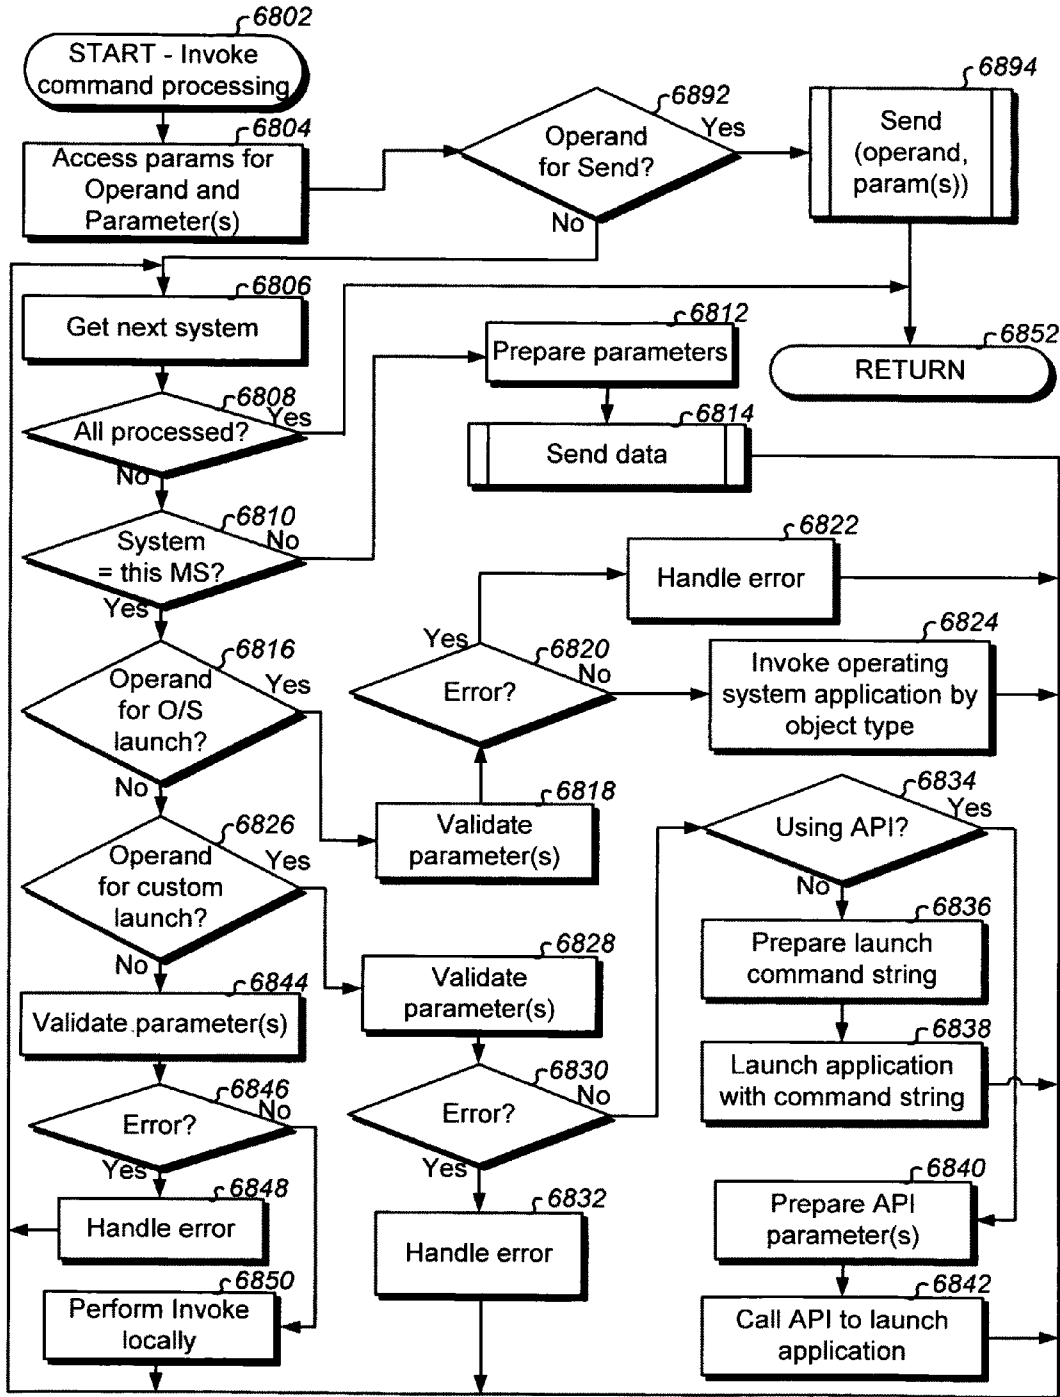 6802
START - Invoke
command processing
6804
Access params for
Operand and
Parameter(s)
6892
Operand
for Send?
Yes
No
6894
Send
(operand,
param(s))
6806
Get next system
6808
All processed?
Yes
No
6810
System
= this MS?
No
Yes
6812
Prepare parameters
6814
Send data
6852
RETURN
6816
Operand
for O/S
launch?
Yes
No
6818
Validate
parameter(s)
6820
Error?
Yes
No
6822
Handle error
6824
Invoke operating
system application by
object type
6826
Operand
for custom
launch?
Yes
No
6828
Validate
parameter(s)
6830
Error?
No
Yes
6832
Handle error
6834
Using API?
Yes
No
6836
Prepare launch
command string
6838
Launch application
with command string
6840
Prepare API
parameter(s)
6842
Call API to launch
application
6844
Validate parameter(s)
6846
Error?
No
Yes
6848
Handle error
6850
Perform Invoke
locally